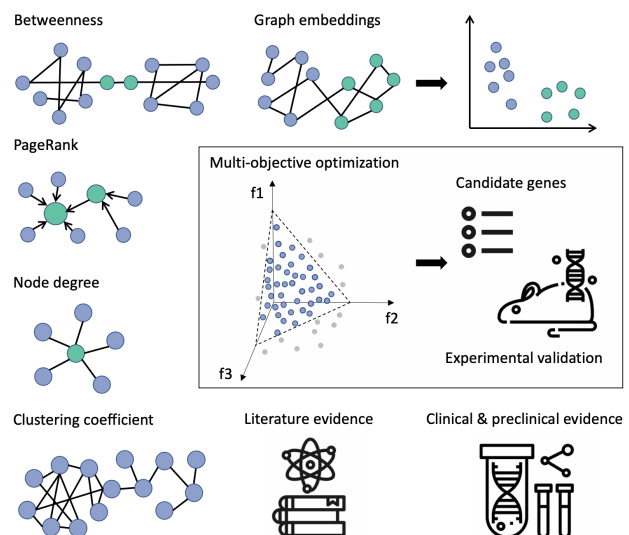 Betweenness
Graph embeddings
PageRank
Multi-objective optimization
f1
f2
f3
Candidate genes
Experimental validation
Node degree
Clustering coefficient
Literature evidence
Clinical & preclinical evidence